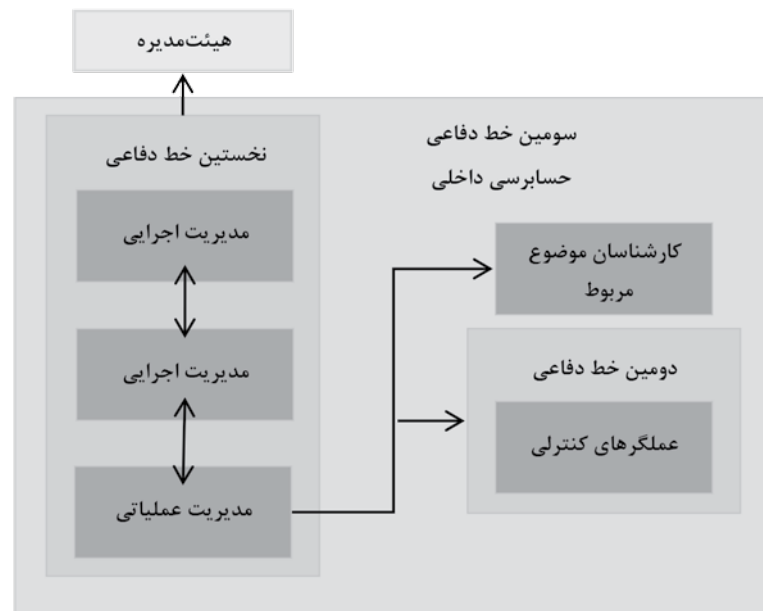 هیئت‌مدیره
سومین خط دفاعی
حسابرسی داخلی
نخستین خط دفاعی
مدیریت اجرایی
مدیریت اجرایی
مدیریت عملیاتی
کارشناسان موضوع
مربوط
دومین خط دفاعی
عملگرهای کنترلی